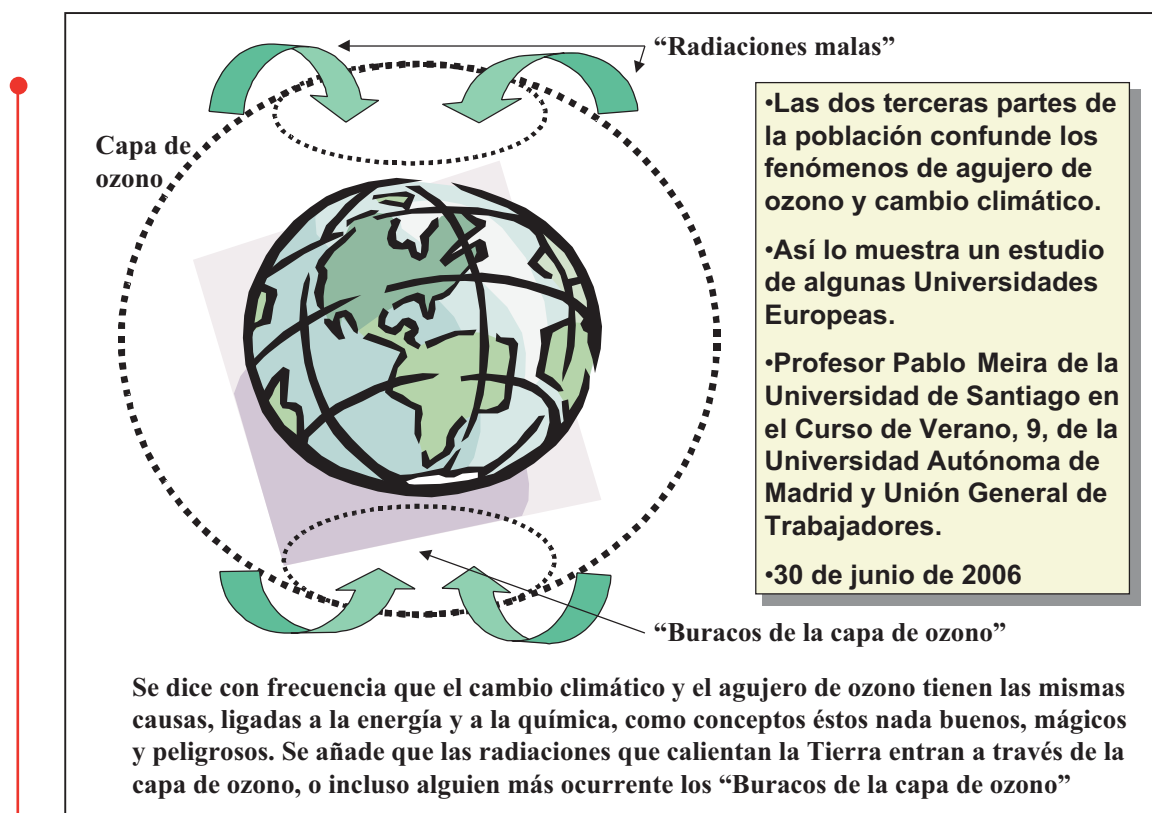 “Radiaciones malas”
Capa de
ozono
•Las dos terceras partes de
la población confunde los
fenómenos de agujero de
ozono y cambio climático.
•Así lo muestra un estudio
de algunas Universidades
Europeas.
•Profesor Pablo Meira de la
Universidad de Santiago en
el Curso de Verano, 9, de la
Universidad Autónoma de
Madrid y Unión General de
Trabajadores.
•30 de junio de 2006
“Buracos de la capa de ozono”
Se dice con frecuencia que el cambio climático y el agujero de ozono tienen las mismas
causas, ligadas a la energía y a la química, como conceptos éstos nada buenos, mágicos
y peligrosos. Se añade que las radiaciones que calientan la Tierra entran a través de la
capa de ozono, o incluso alguien más ocurrente los “Buracos de la capa de ozono”